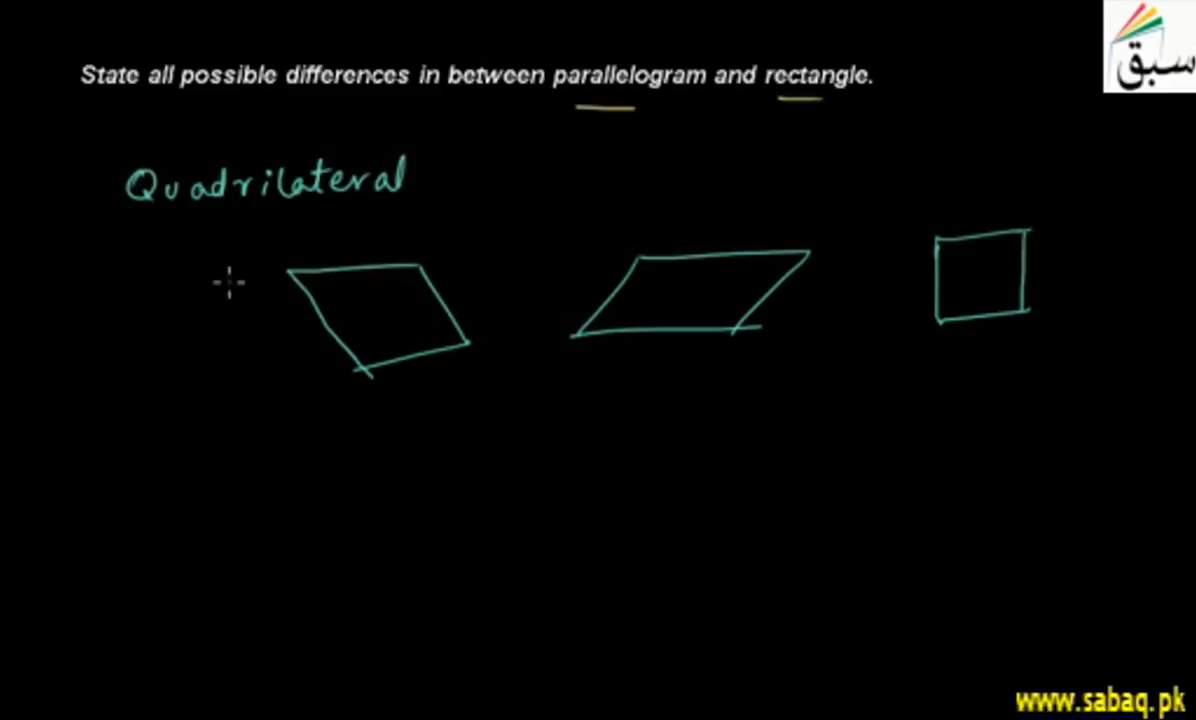 سبق
State all possible differences in between parallelogram and rectangle.
Quadrilateral
www.sabaq.pk